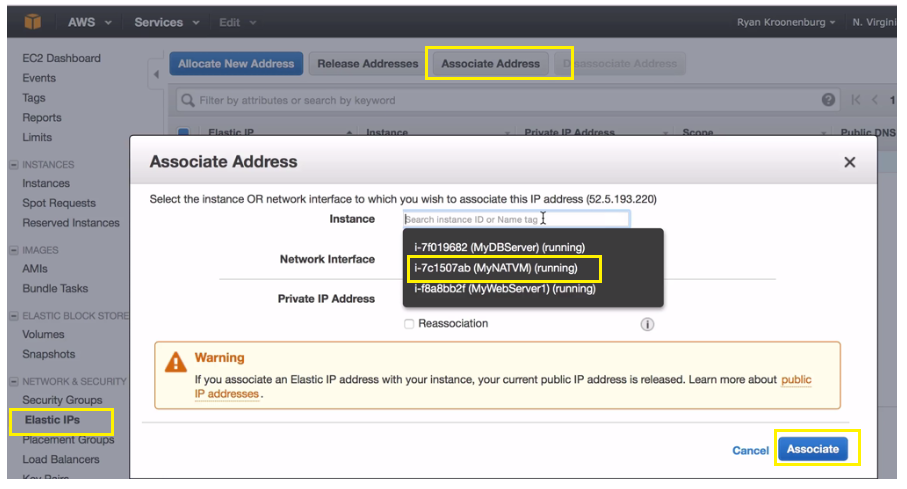 AWS Services Edit Ryan Kroonenburg N. Virgini
EC2 Dashboard
Events
Tags
Reports
Limits
INSTANCES
Instances
Spot Requests
Reserved Instances
IMAGES
AMIs
Bundle Tasks
ELASTIC BLOCK STORE
Volumes
Snapshots
NETWORK & SECURITY
Security Groups
Elastic IPs
Placement Groups
Load Balancers
Key Pairs
Allocate New Address Release Addresses Associate Address Disassociate Address
Filter by attributes or search by keyword 1
Elastic IP Instance Private IP Address Scope Public DNS
Associate Address
Select the instance OR network interface to which you wish to associate this IP address (52.5.193.220)
Instance Search instance ID or Name tag
i-7f019682 (MyDBServer) (running)
Network Interface i-7c1507ab (MyNATVM) (running)
i-f8a8bb2f (MyWebServer1) (running)
Private IP Address
Reassociation
Warning
If you associate an Elastic IP address with your instance, your current public IP address is released. Learn more about public
IP addresses.
Cancel Associate